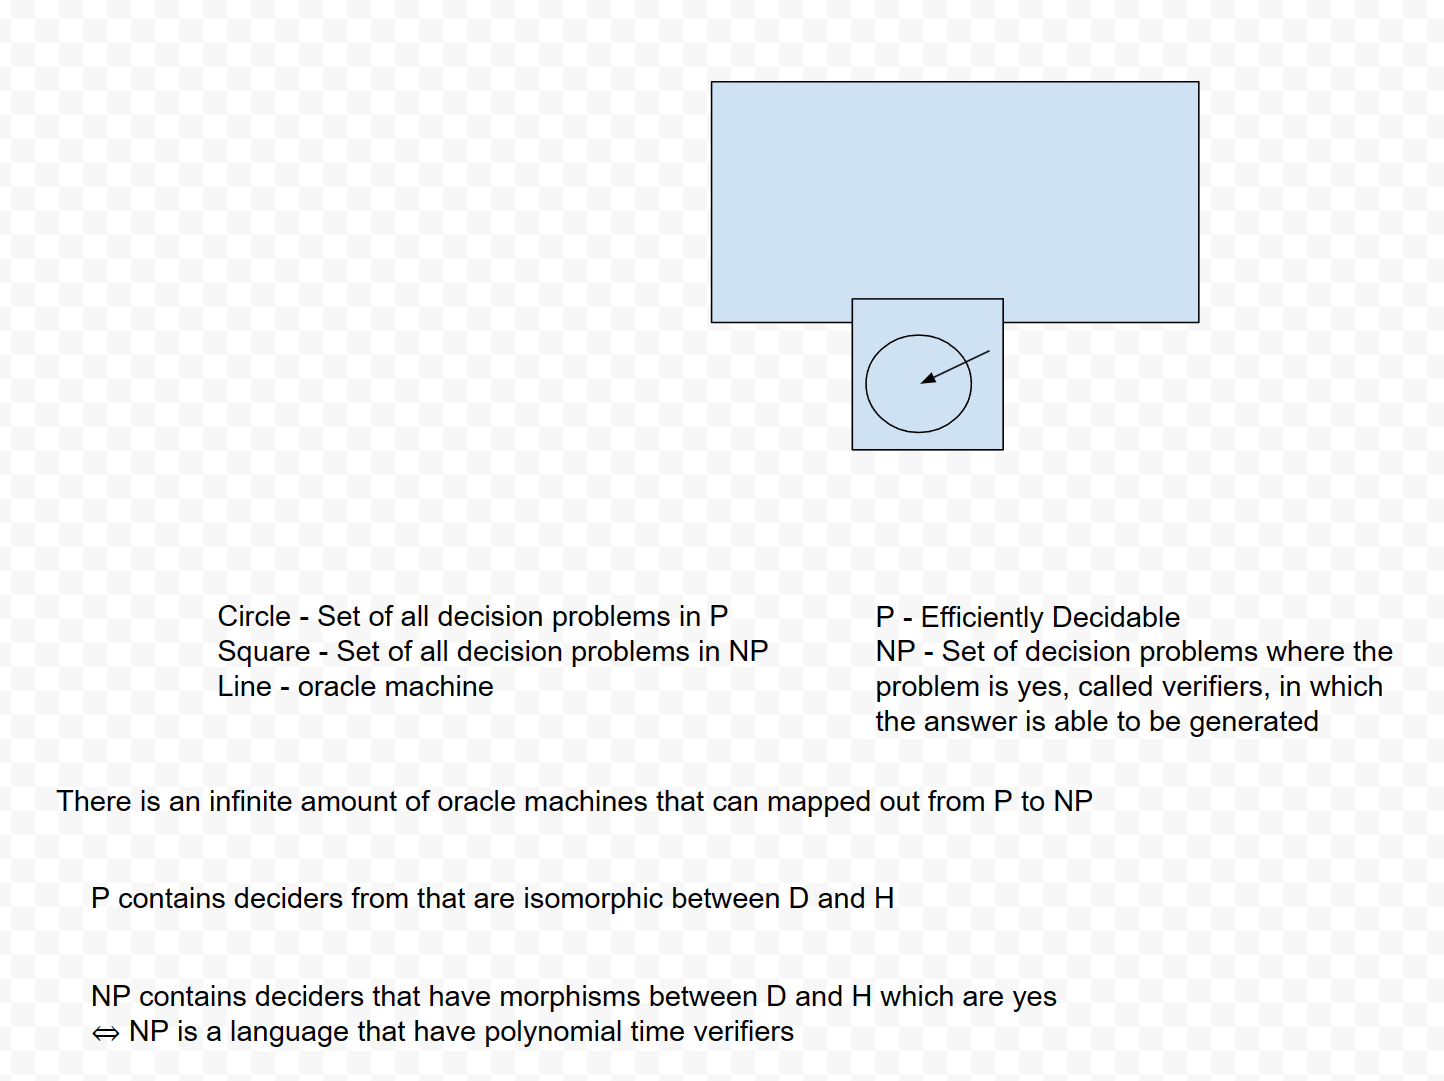 Circle - Set of all decision problems in P
Square - Set of all decision problems in NP
Line - oracle machine
P - Efficiently Decidable
NP - Set of decision problems where the
problem is yes, called verifiers, in which
the answer is able to be generated
There is an infinite amount of oracle machines that can mapped out from P to NP
P contains deciders from that are isomorphic between D and H
NP contains deciders that have morphisms between D and H which are yes
⇔ NP is a language that have polynomial time verifiers